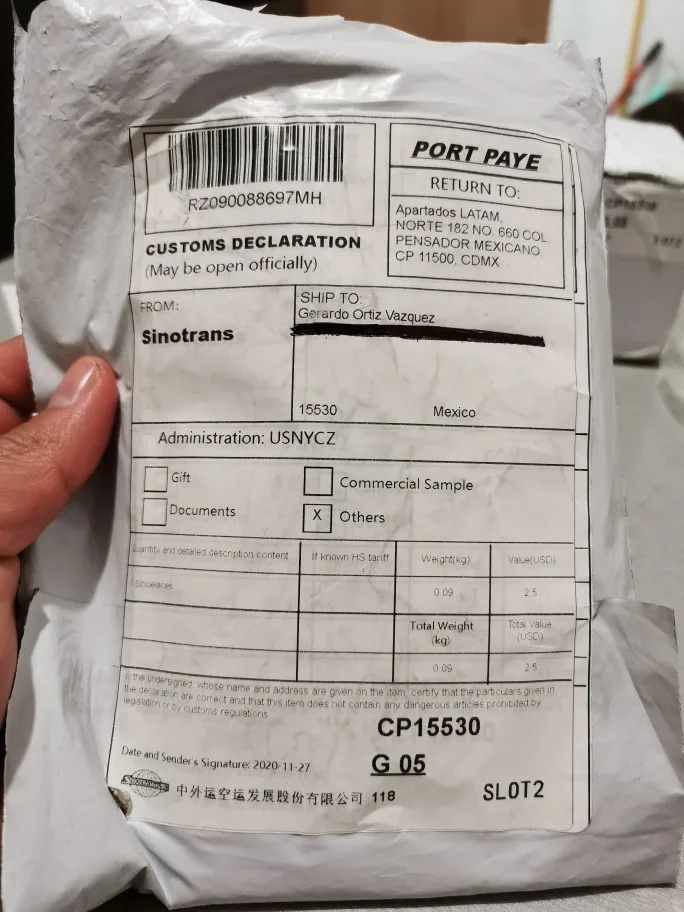 RZ090088697MH
CUSTOMS DECLARATION
(May be open officially)
PORT PAYE
RETURN TO:
Apartados LATAM,
NORTE 182 NO. 660 COL.
PENSADOR MEXICANO,
CP 11500, CDMX
FROM:
Sinotrans
SHIP TO:
Gerardo Ortiz Vazquez
15530 Mexico
Administration: USNYCZ
Gift
Commercial Sample
Documents
X Others
Quantity and detailed description content If known HS tariff Weight(kg) Value(USD)
Shoelaces 0.09 2.5
Total Weight (kg) Total Value (USD)
0.09 2.5
I, the undersigned, whose name and address are given on the item, certify that the particulars given in
the declaration are correct and that this item does not contain any dangerous articles prohibited by
legislation or by customs regulations
CP15530
Date and Sender's Signature: 2020-11-27
G 05
中外运空运发展股份有限公司 118
SLOT2